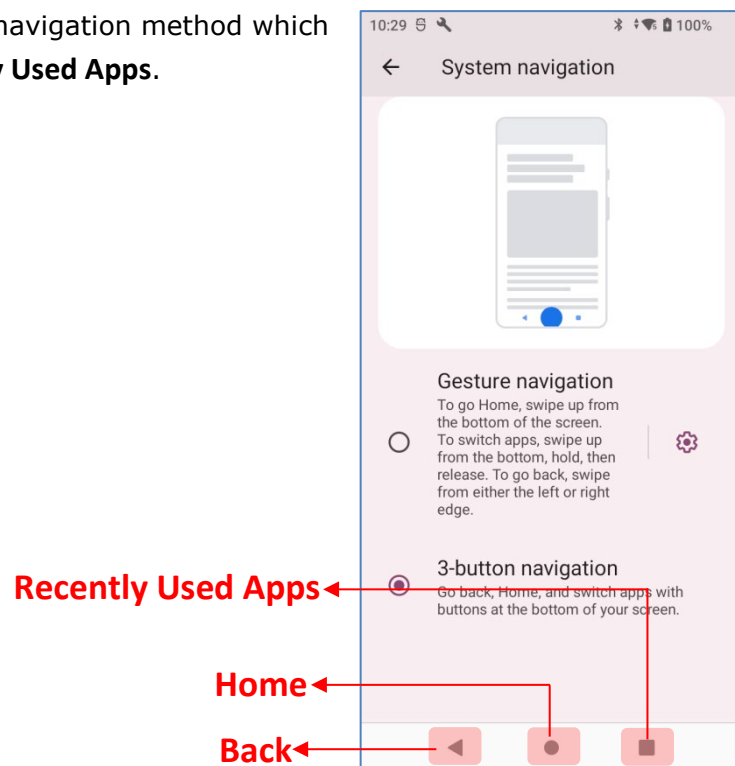 navigation method which
Used Apps.
10:29 100%
System navigation
Gesture navigation
To go Home, swipe up from
the bottom of the screen.
To switch apps, swipe up
from the bottom, hold, then
release. To go back, swipe
from either the left or right
edge.
3-button navigation
Go back, Home, and switch apps with
buttons at the bottom of your screen.
Recently Used Apps
Home
Back